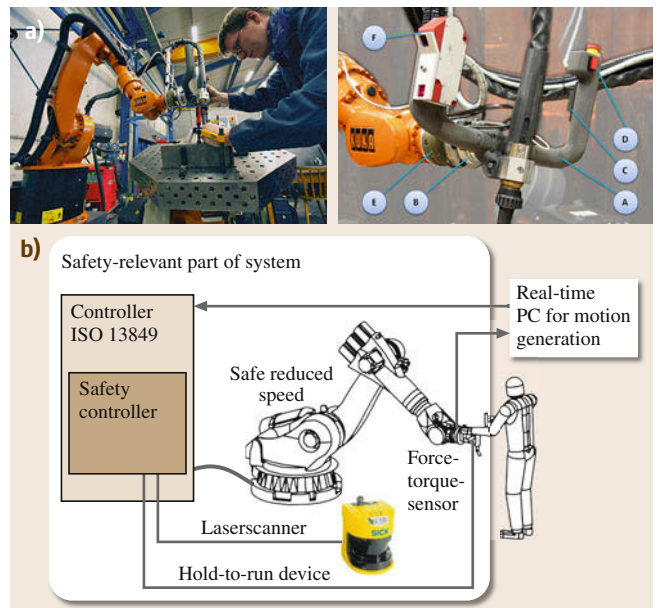 a)
KUKA
F
D
C
E
B
A
b)
Safety-relevant part of system
Controller
ISO 13849
Real-time
PC for motion
generation
Safety
controller
Safe reduced
speed
Force-
torque-
sensor
Laserscanner
SICK
Hold-to-run device